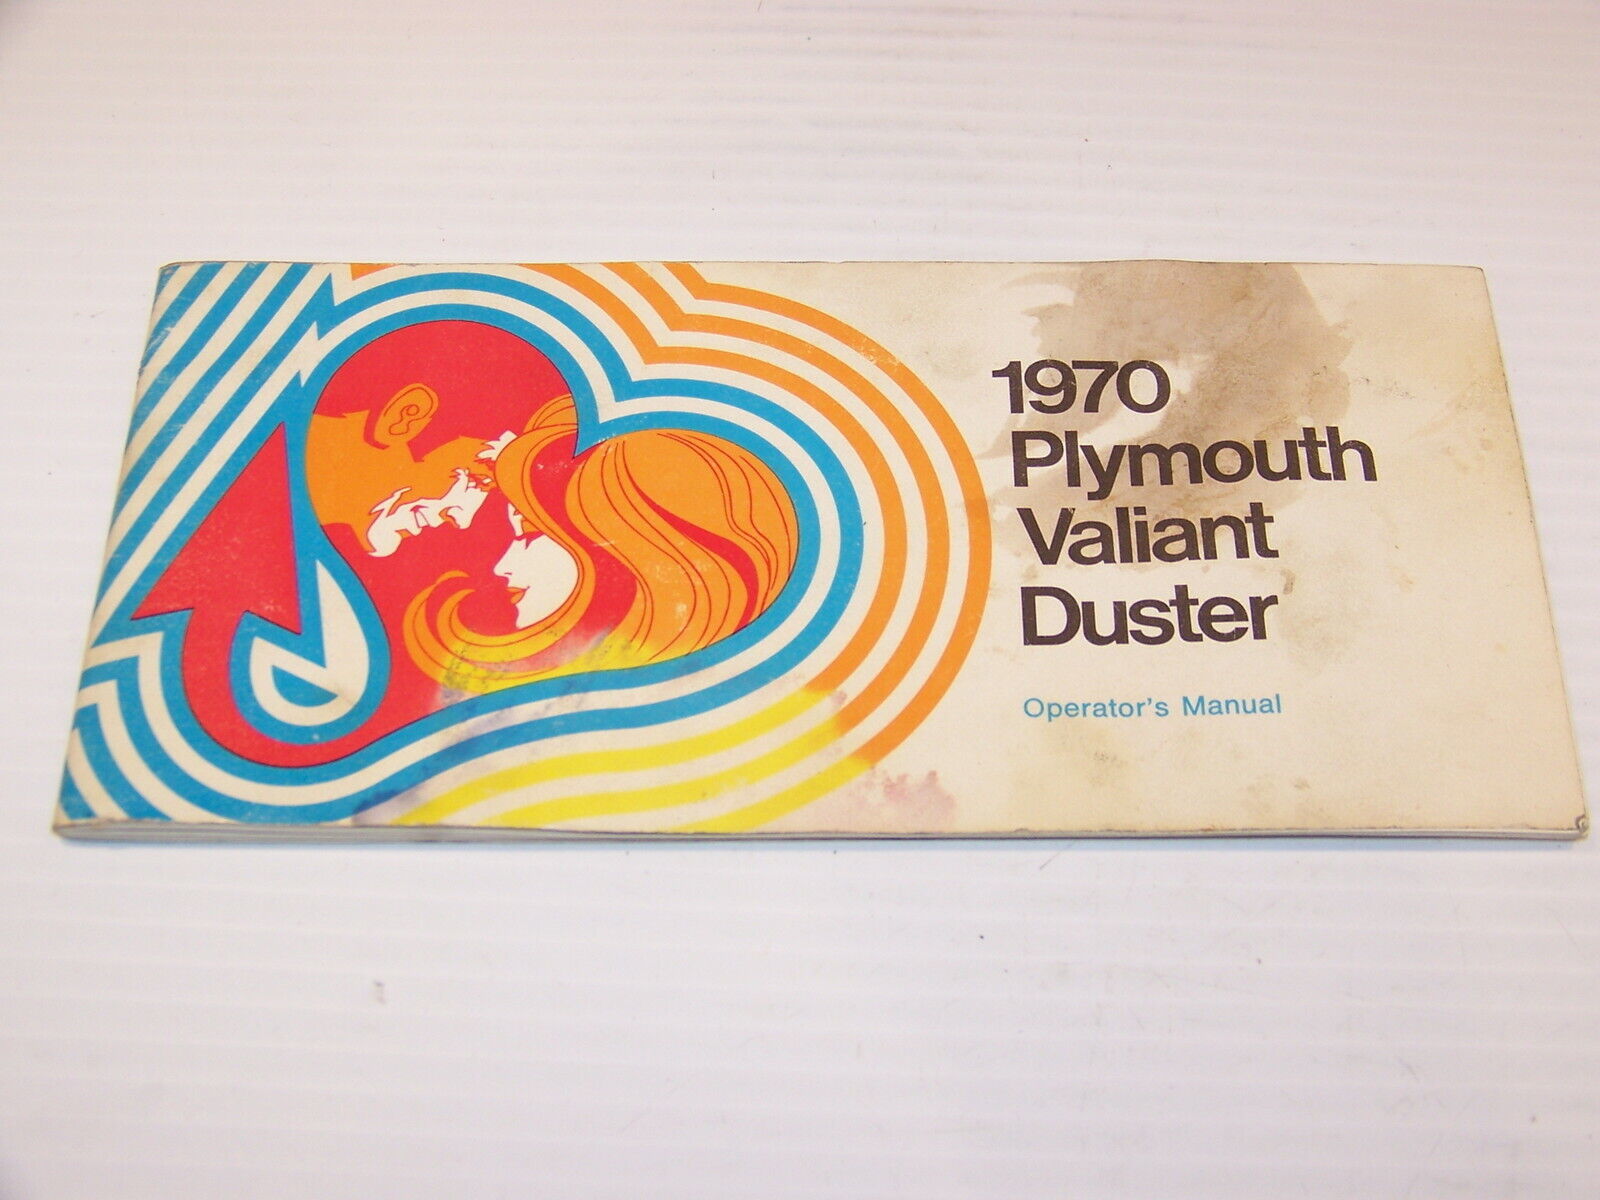 1970
Plymouth
Valiant
Duster
Operator's Manual